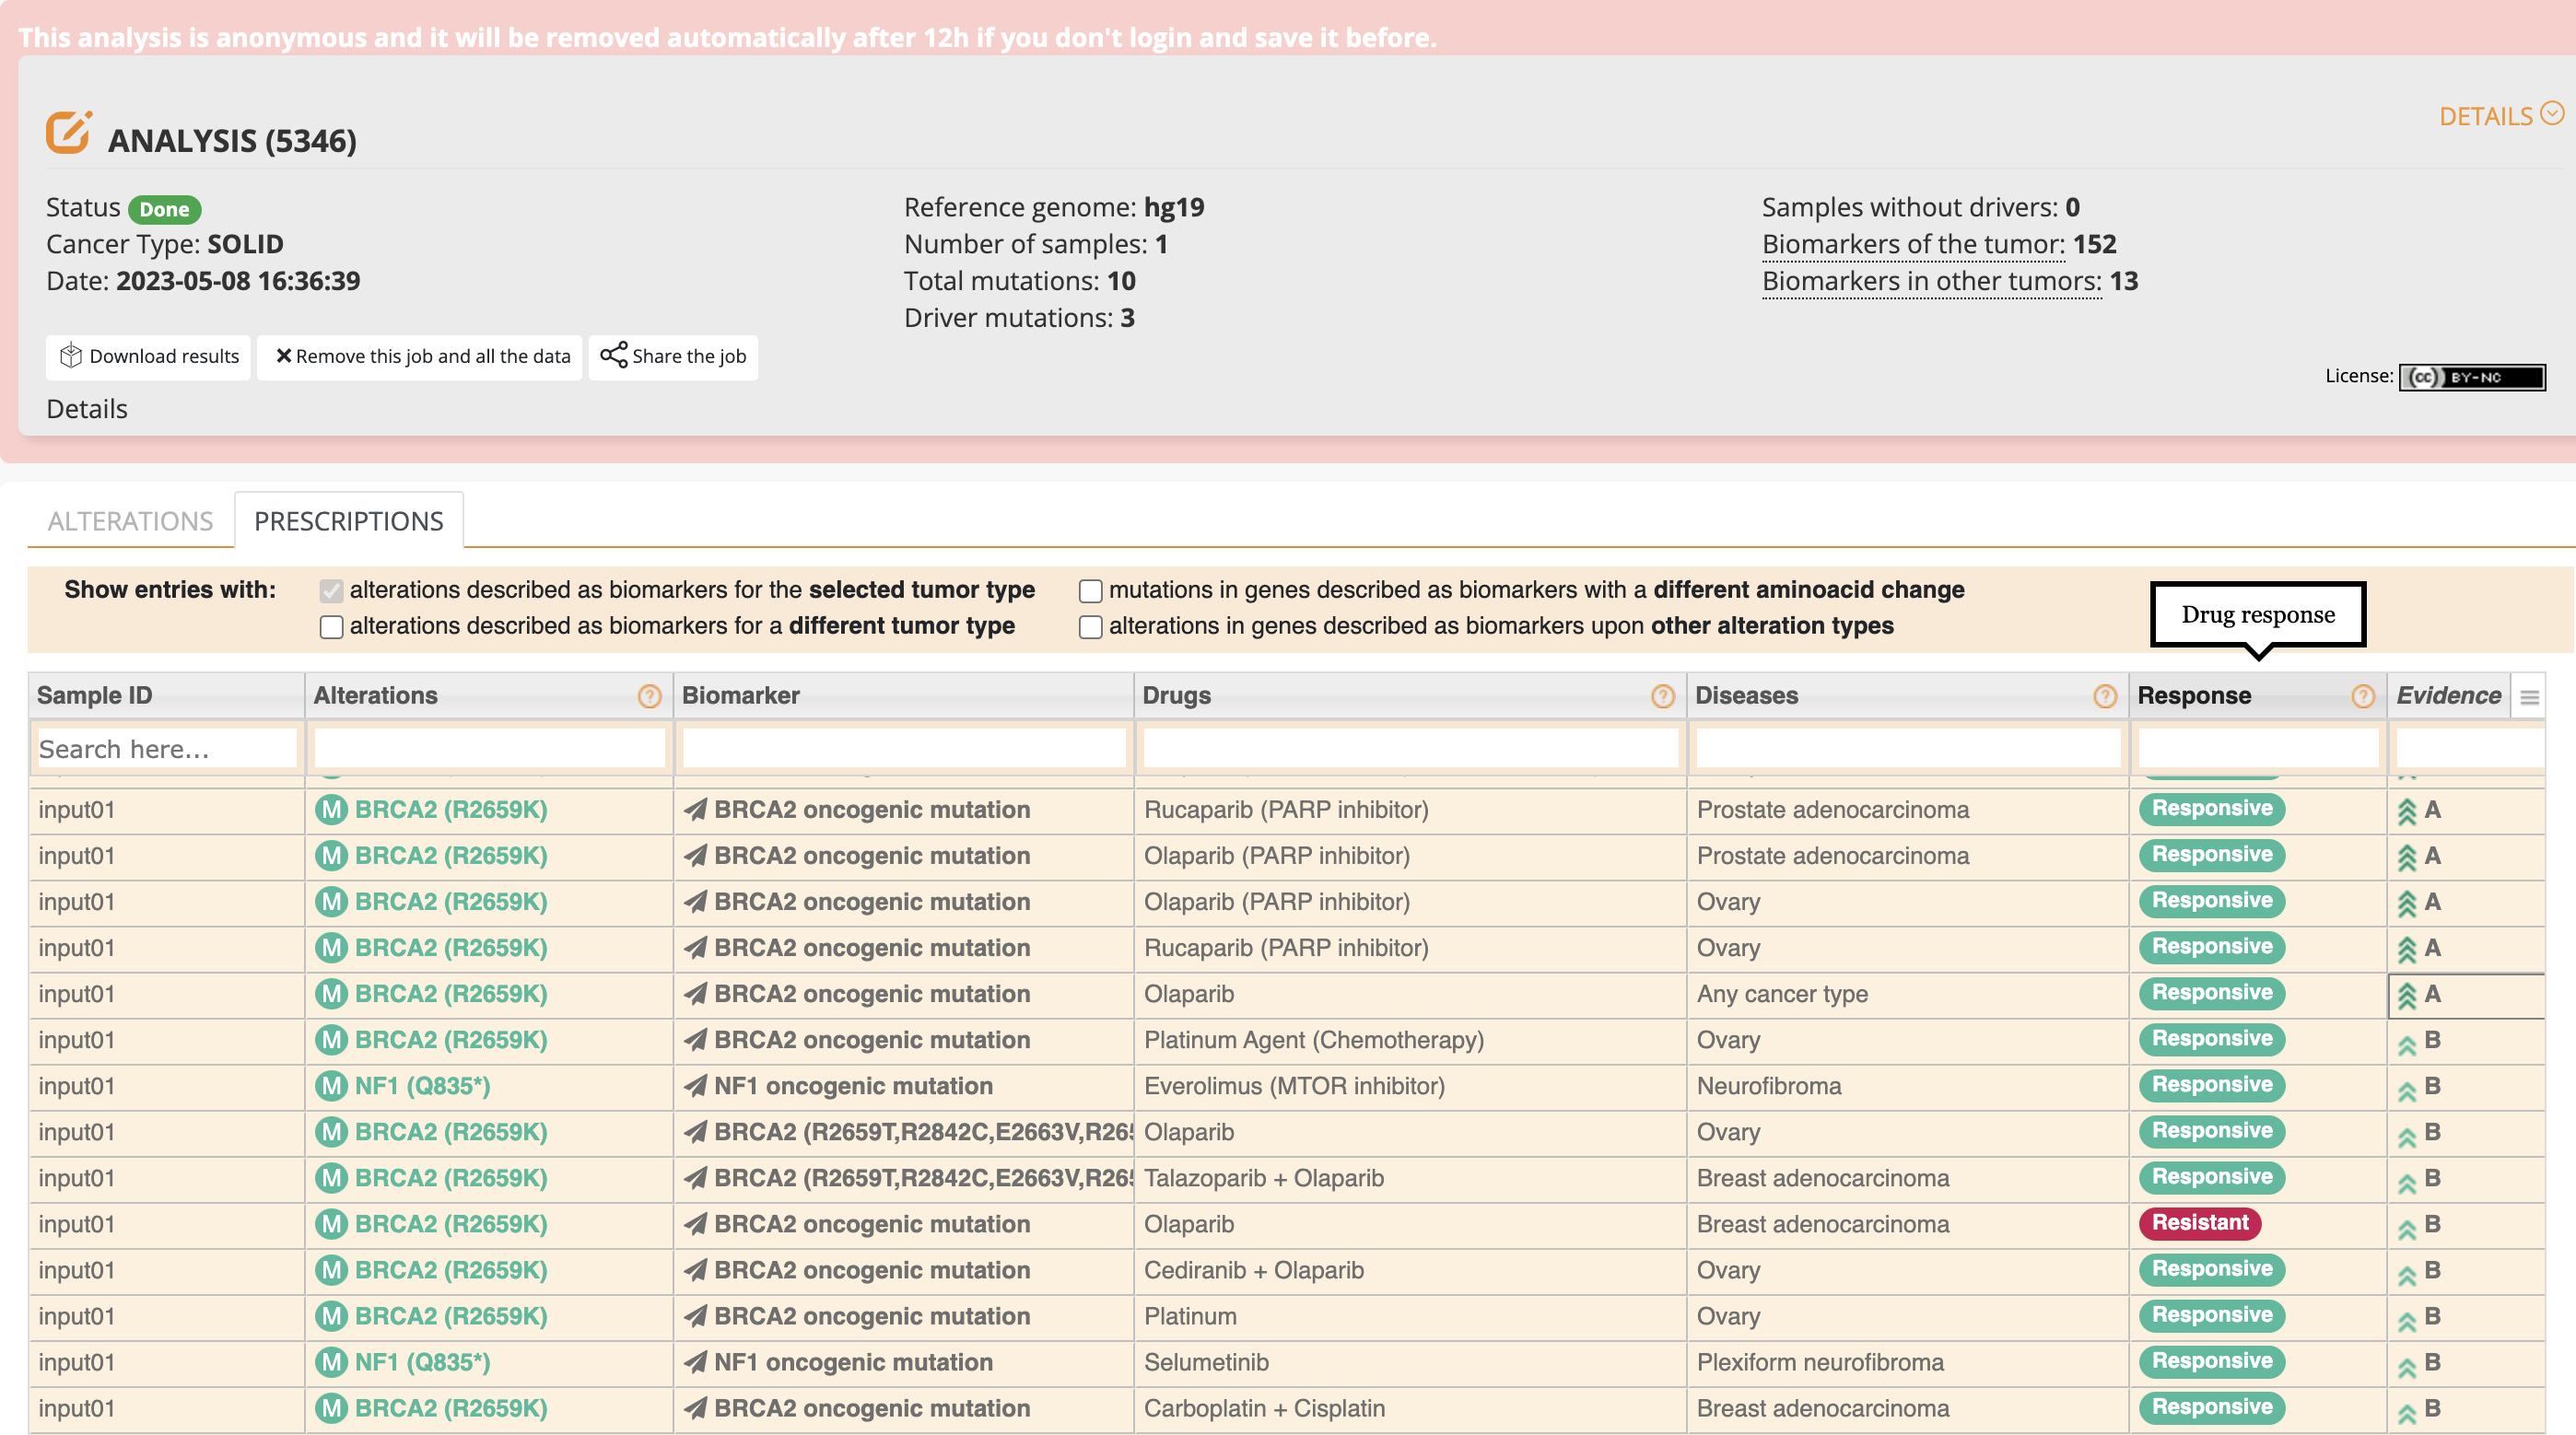 This analysis is anonymous and it will be removed automatically after 12h if you don't login and save it before.
ANALYSIS (5346)
DETAILS
Status Done
Cancer Type: SOLID
Date: 2023-05-08 16:36:39
Reference genome: hg19
Number of samples: 1
Total mutations: 10
Driver mutations: 3
Samples without drivers: 0
Biomarkers of the tumor: 152
Biomarkers in other tumors: 13
Download results
Remove this job and all the data
Share the job
License: CC BY-NC
Details
ALTERATIONS PRESCRIPTIONS
Show entries with:
alterations described as biomarkers for the selected tumor type
mutations in genes described as biomarkers with a different aminoacid change
alterations described as biomarkers for a different tumor type
alterations in genes described as biomarkers upon other alteration types
Drug response
Sample ID Alterations ? Biomarker Drugs ? Diseases ? Response ? Evidence
Search here...
input01 M BRCA2 (R2659K) BRCA2 oncogenic mutation Rucaparib (PARP inhibitor) Prostate adenocarcinoma Responsive A
input01 M BRCA2 (R2659K) BRCA2 oncogenic mutation Olaparib (PARP inhibitor) Prostate adenocarcinoma Responsive A
input01 M BRCA2 (R2659K) BRCA2 oncogenic mutation Olaparib (PARP inhibitor) Ovary Responsive A
input01 M BRCA2 (R2659K) BRCA2 oncogenic mutation Rucaparib (PARP inhibitor) Ovary Responsive A
input01 M BRCA2 (R2659K) BRCA2 oncogenic mutation Olaparib Any cancer type Responsive A
input01 M BRCA2 (R2659K) BRCA2 oncogenic mutation Platinum Agent (Chemotherapy) Ovary Responsive B
input01 M NF1 (Q835*) NF1 oncogenic mutation Everolimus (MTOR inhibitor) Neurofibroma Responsive B
input01 M BRCA2 (R2659K) BRCA2 (R2659T,R2842C,E2663V,R265 Olaparib Ovary Responsive B
input01 M BRCA2 (R2659K) BRCA2 (R2659T,R2842C,E2663V,R265 Talazoparib + Olaparib Breast adenocarcinoma Responsive B
input01 M BRCA2 (R2659K) BRCA2 oncogenic mutation Olaparib Breast adenocarcinoma Resistant B
input01 M BRCA2 (R2659K) BRCA2 oncogenic mutation Cediranib + Olaparib Ovary Responsive B
input01 M BRCA2 (R2659K) BRCA2 oncogenic mutation Platinum Ovary Responsive B
input01 M NF1 (Q835*) NF1 oncogenic mutation Selumetinib Plexiform neurofibroma Responsive B
input01 M BRCA2 (R2659K) BRCA2 oncogenic mutation Carboplatin + Cisplatin Breast adenocarcinoma Responsive B